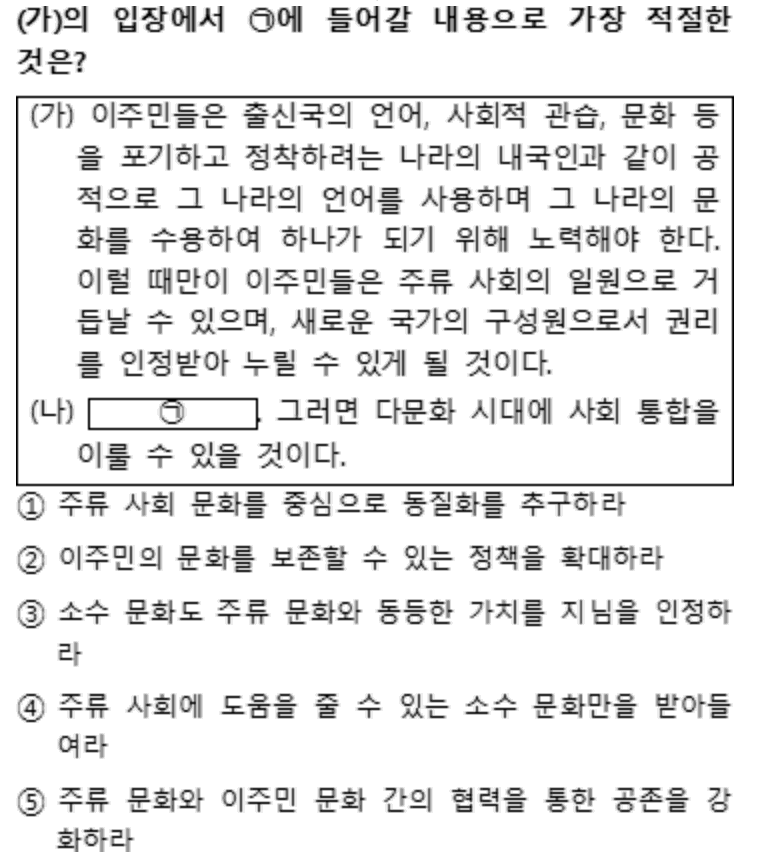 (가)의 입장에서 ㉠에 들어갈 내용으로 가장 적절한
것은?
(가) 이주민들은 출신국의 언어, 사회적 관습, 문화 등
을 포기하고 정착하려는 나라의 내국인과 같이 공
적으로 그 나라의 언어를 사용하며 그 나라의 문
화를 수용하여 하나가 되기 위해 노력해야 한다.
이럴 때만이 이주민들은 주류 사회의 일원으로 거
듭날 수 있으며, 새로운 국가의 구성원으로서 권리
를 인정받아 누릴 수 있게 될 것이다.
(나) ㉠ . 그러면 다문화 시대에 사회 통합을
이룰 수 있을 것이다.
① 주류 사회 문화를 중심으로 동질화를 추구하라
② 이주민의 문화를 보존할 수 있는 정책을 확대하라
③ 소수 문화도 주류 문화와 동등한 가치를 지님을 인정하
라
④ 주류 사회에 도움을 줄 수 있는 소수 문화만을 받아들
여라
⑤ 주류 문화와 이주민 문화 간의 협력을 통한 공존을 강
화하라